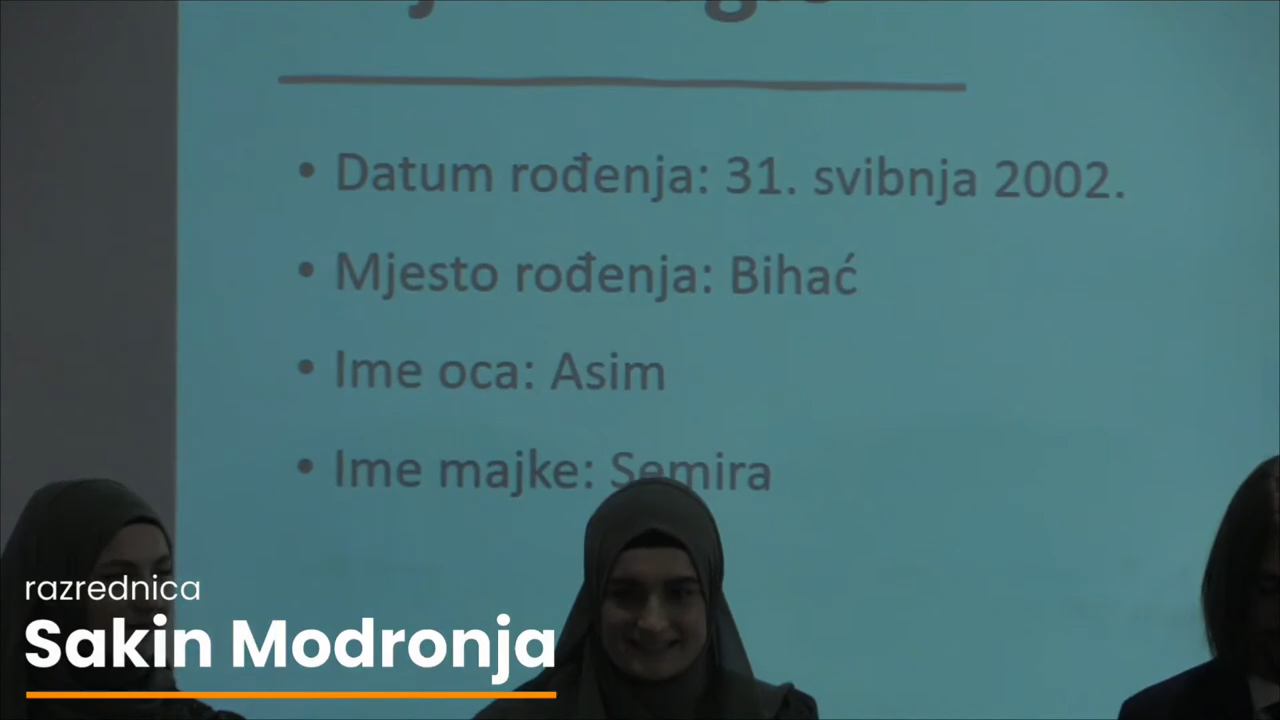 • Datum rođenja: 31. svibnja 2002.
• Mjesto rođenja: Bihać
• Ime oca: Asim
• Ime majke: Semira
razrednica
Sakin Modronja